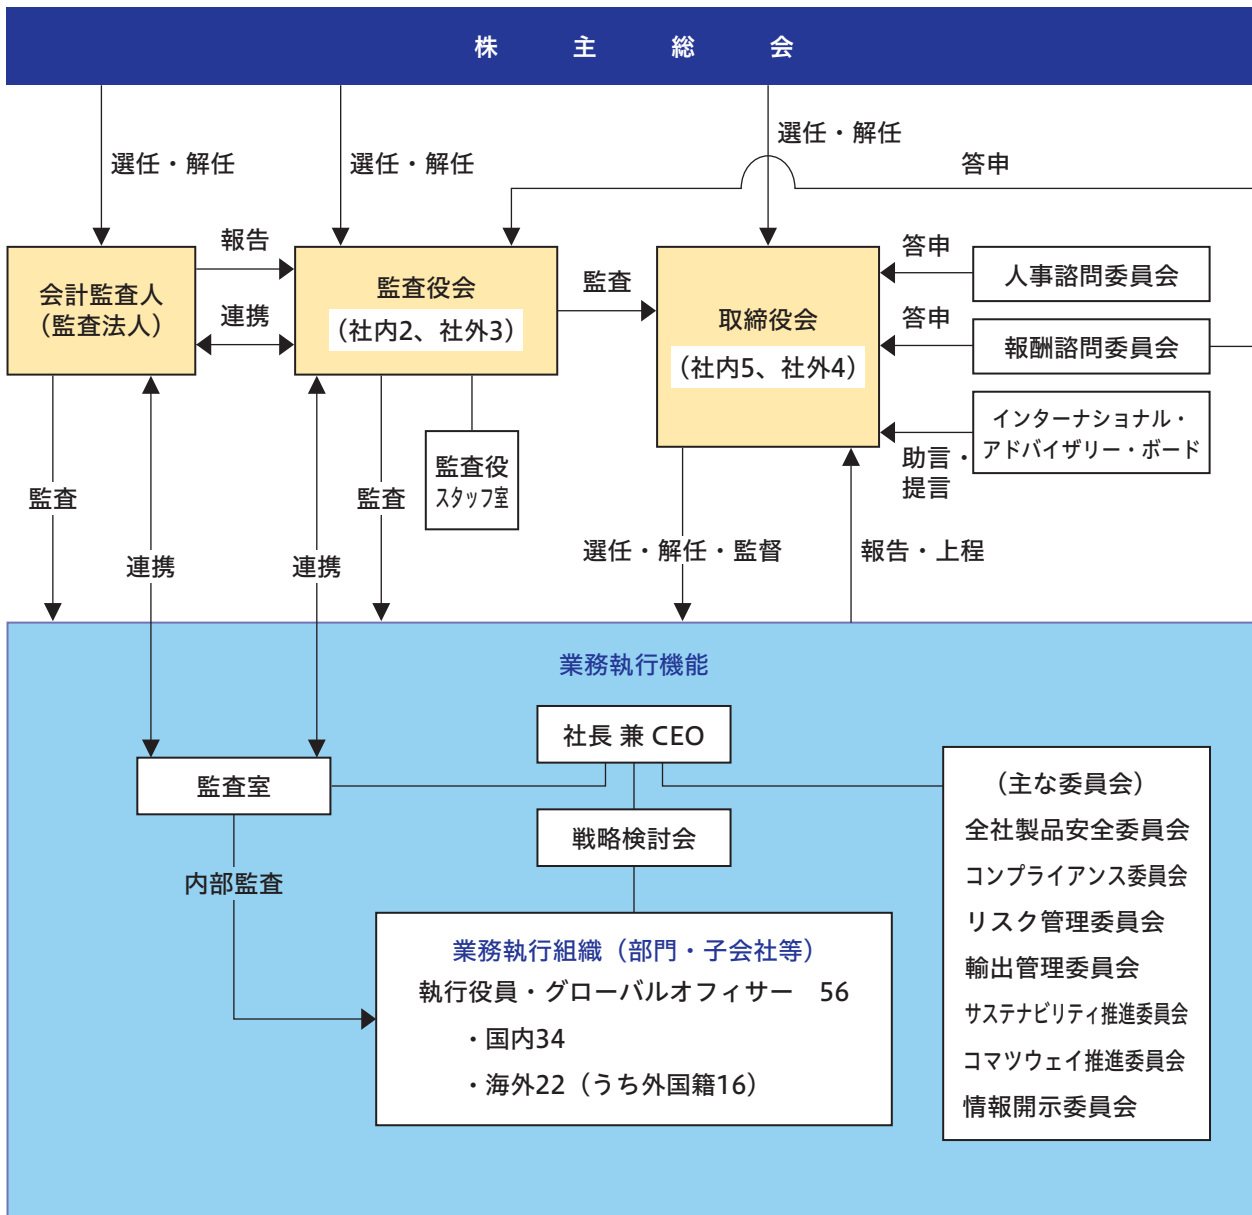 株主総会
選任・解任
選任・解任
選任・解任
答申
会計監査人
（監査法人）
報告
連携
監査役会
（社内2、社外3）
監査
取締役会
（社内5、社外4）
答申
人事諮問委員会
答申
報酬諮問委員会
助言・
提言
インターナショナル・
アドバイザリー・ボード
監査役
スタッフ室
監査
連携
連携
監査
選任・解任・監督
報告・上程
業務執行機能
社長 兼 CEO
監査室
戦略検討会
内部監査
業務執行組織（部門・子会社等）
執行役員・グローバルオフィサー　56
・国内34
・海外22（うち外国籍16）
（主な委員会）
全社製品安全委員会
コンプライアンス委員会
リスク管理委員会
輸出管理委員会
サステナビリティ推進委員会
コマツウェイ推進委員会
情報開示委員会